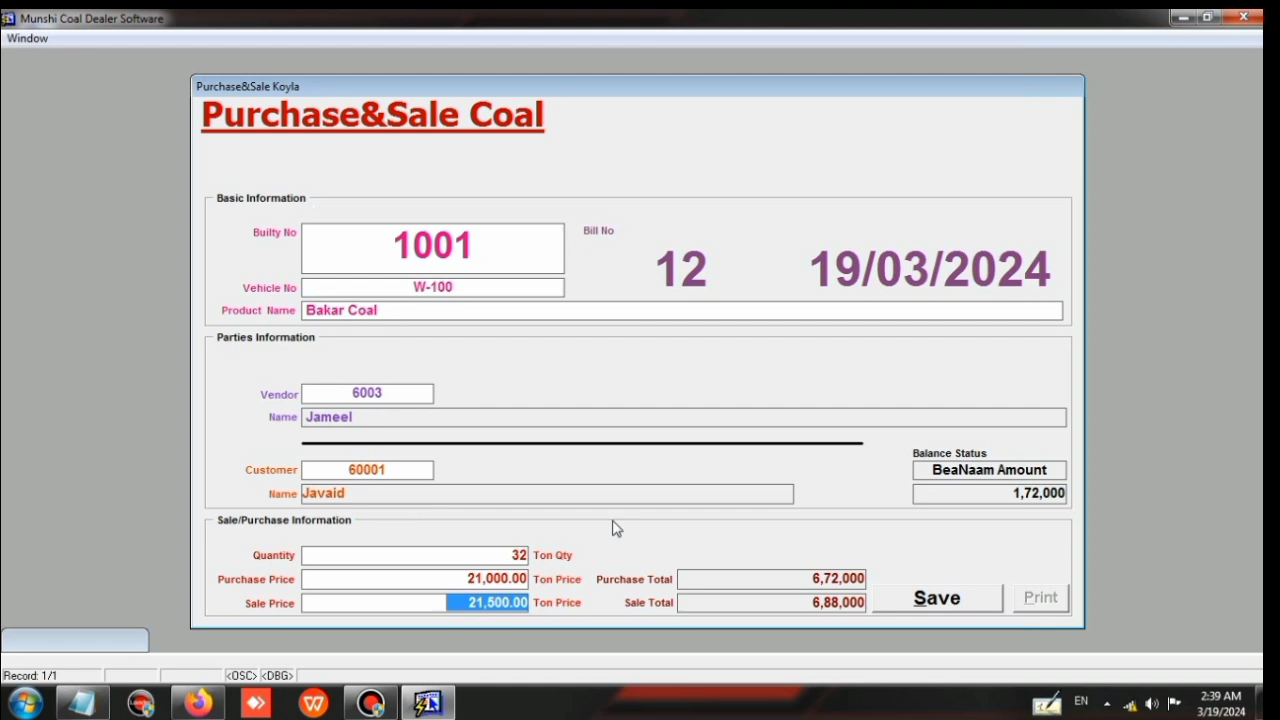 Munshi Coal Dealer Software
Window
Purchase&Sale Koyla
Purchase&Sale Coal
Basic Information
Builty No 1001 Bill No 12 19/03/2024
Vehicle No W-100
Product Name Bakar Coal
Parties Information
Vendor 6003
Name Jameel
Balance Status
Customer 60001 BeaNaam Amount
Name Javaid 1,72,000
Sale/Purchase Information
Quantity 32 Ton Qty
Purchase Price 21,000.00 Ton Price Purchase Total 6,72,000
Sale Price 21,500.00 Ton Price Sale Total 6,88,000
Save Print
Record: 1/1 <OSC> <DBG>
EN 2:39 AM
3/19/2024